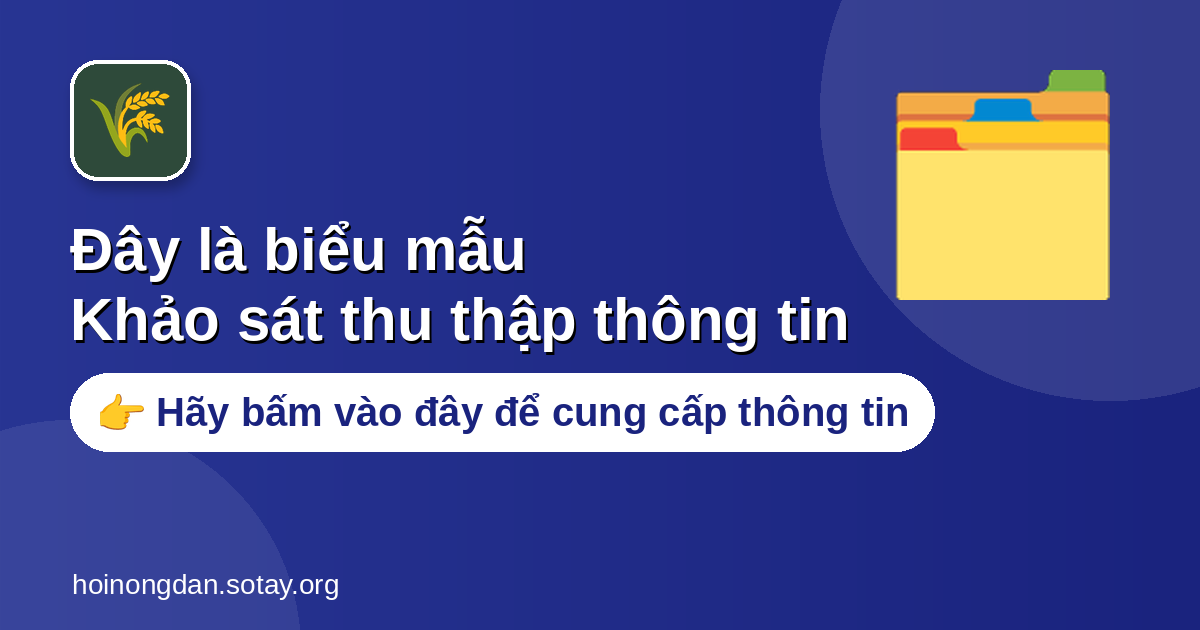 Đây là biểu mẫu
Khảo sát thu thập thông tin
👉 Hãy bấm vào đây để cung cấp thông tin
hoinongdan.sotay.org